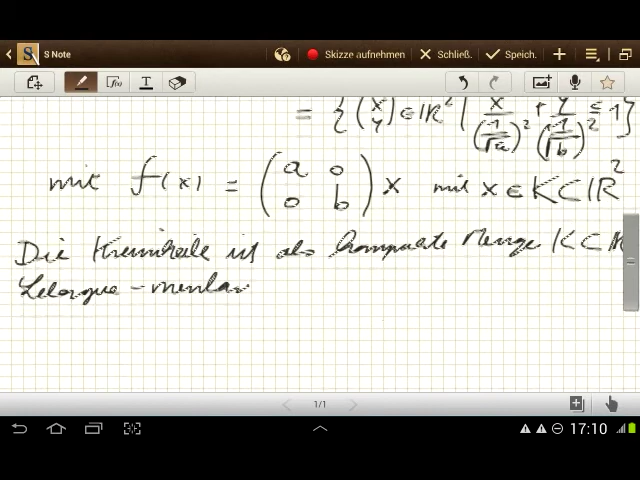 S Note
Skizze aufnehmen
Schließ.
Speich.
= { (x y) ∈ ℝ² | x / (1/√a)² + y / (1/√b)² ≤ 1 }
mit f(x) = (a 0 0 b) x mit x ∈ K ⊂ ℝ²
Die Kreisscheibe ist als kompakte Menge K ⊂ ℝ
Lebesgue-messbar
1/1
17:10